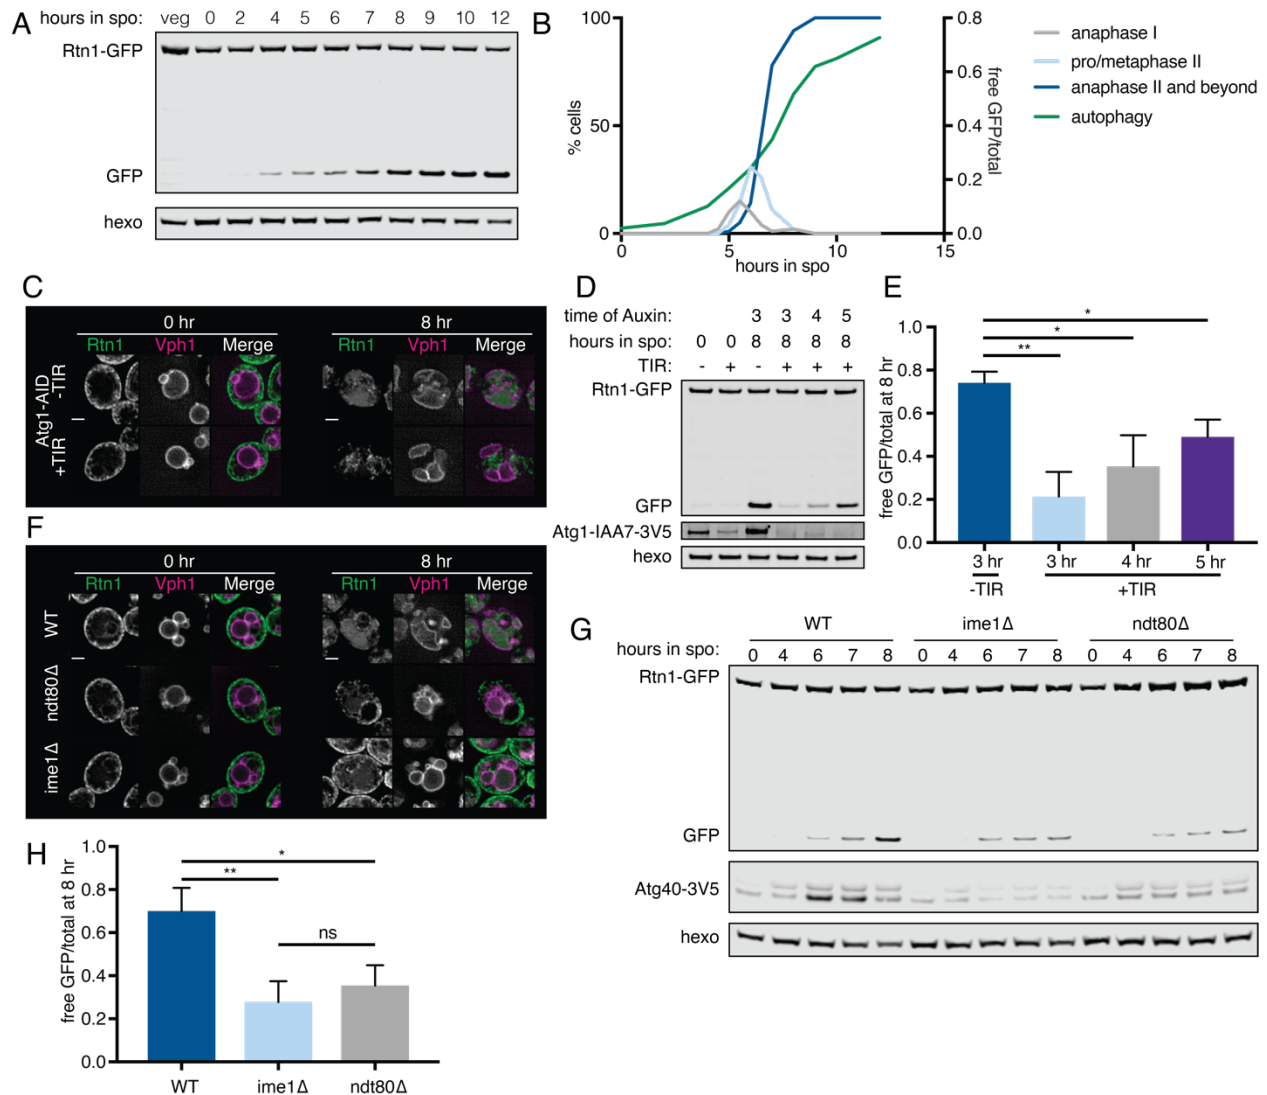 A
hours in spo: veg 0 2 4 5 6 7 8 9 10 12
Rtn1-GFP
GFP
hexo
B
100
50
0
% cells
0 5 10 15
hours in spo
0.8
0.6
0.4
0.2
0.0
free GFP/total
anaphase I
pro/metaphase II
anaphase II and beyond
autophagy
C
0 hr 8 hr
Rtn1 Vph1 Merge Rtn1 Vph1 Merge
Atg1-AID
-TIR
+TIR
D
time of Auxin: 3 3 4 5
hours in spo: 0 0 8 8 8 8
TIR: - + - + + +
Rtn1-GFP
GFP
Atg1-IAA7-3V5
hexo
E
free GFP/total at 8 hr
1.0
0.8
0.6
0.4
0.2
0.0
*
*
**
3 hr 3 hr 4 hr 5 hr
-TIR +TIR
F
0 hr 8 hr
Rtn1 Vph1 Merge Rtn1 Vph1 Merge
WT
ndt80Δ
ime1Δ
G
WT ime1Δ ndt80Δ
hours in spo: 0 4 6 7 8 0 4 6 7 8 0 4 6 7 8
Rtn1-GFP
GFP
Atg40-3V5
hexo
H
free GFP/total at 8 hr
1.0
0.8
0.6
0.4
0.2
0.0
*
**
ns
WT ime1Δ ndt80Δ